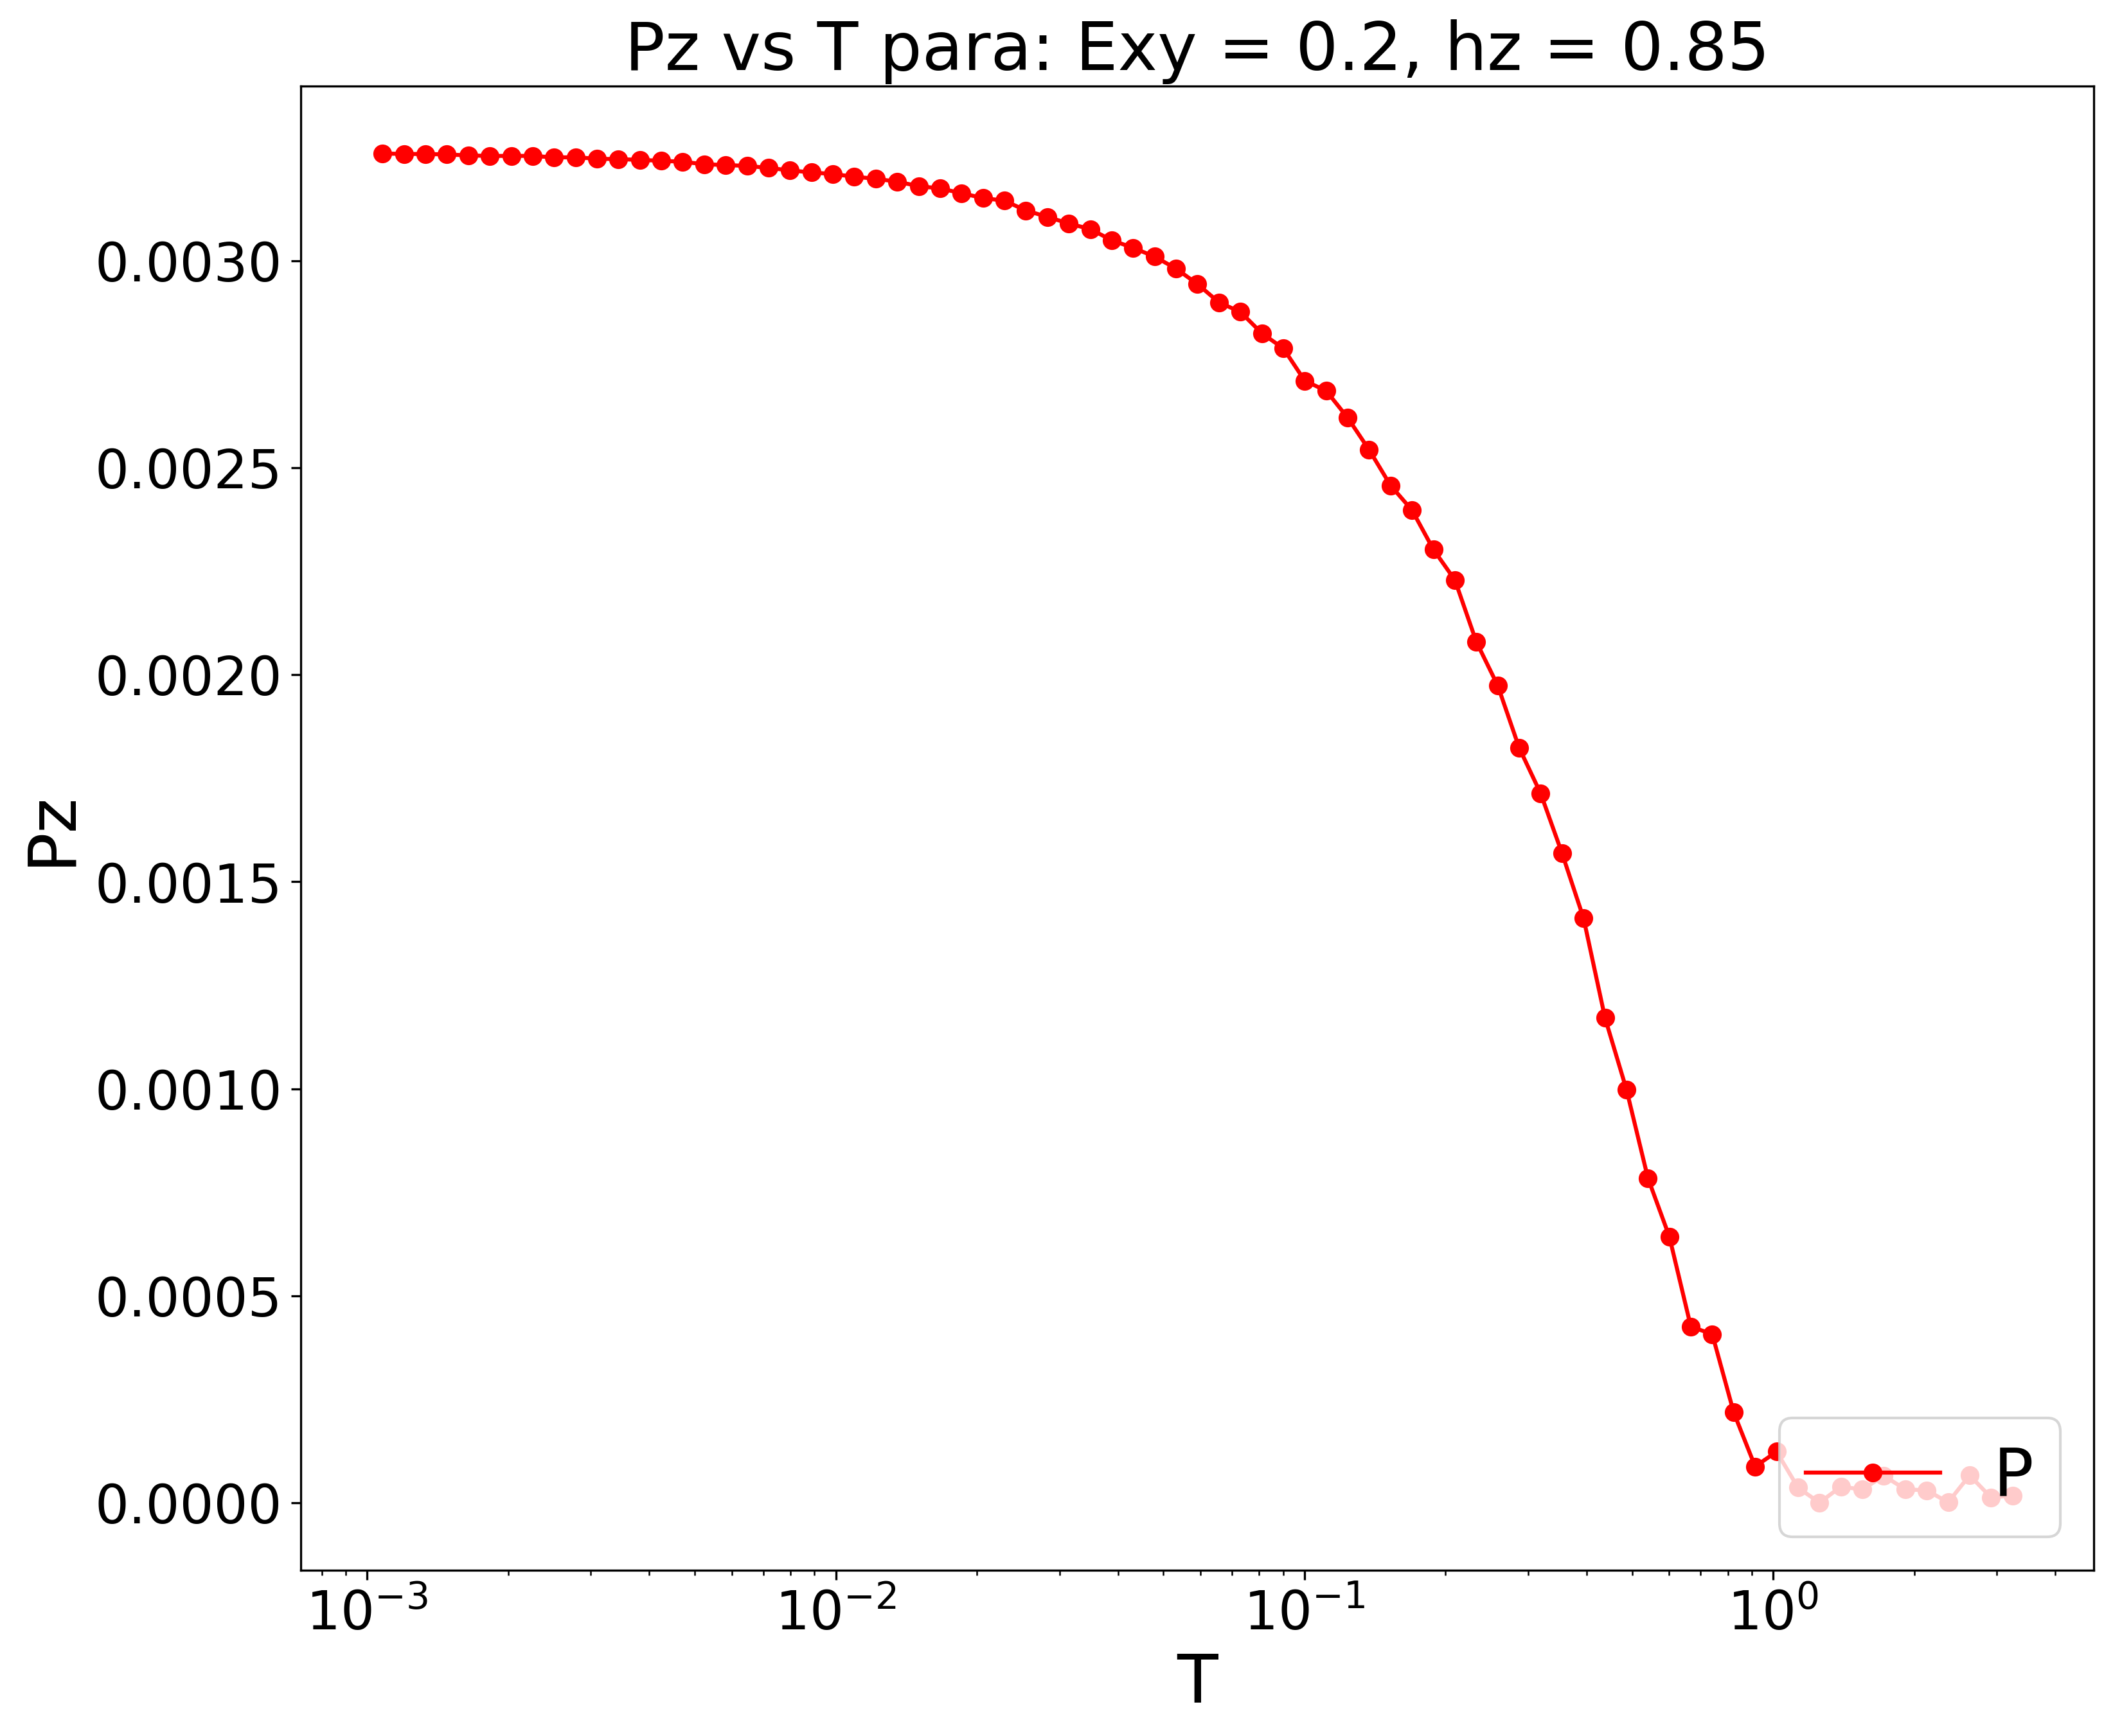 Pz vs T para: Exy = 0.2, hz = 0.85
Pz
0.0030
0.0025
0.0020
0.0015
0.0010
0.0005
0.0000
P
10⁻³ 10⁻² 10⁻¹ 10⁰
T